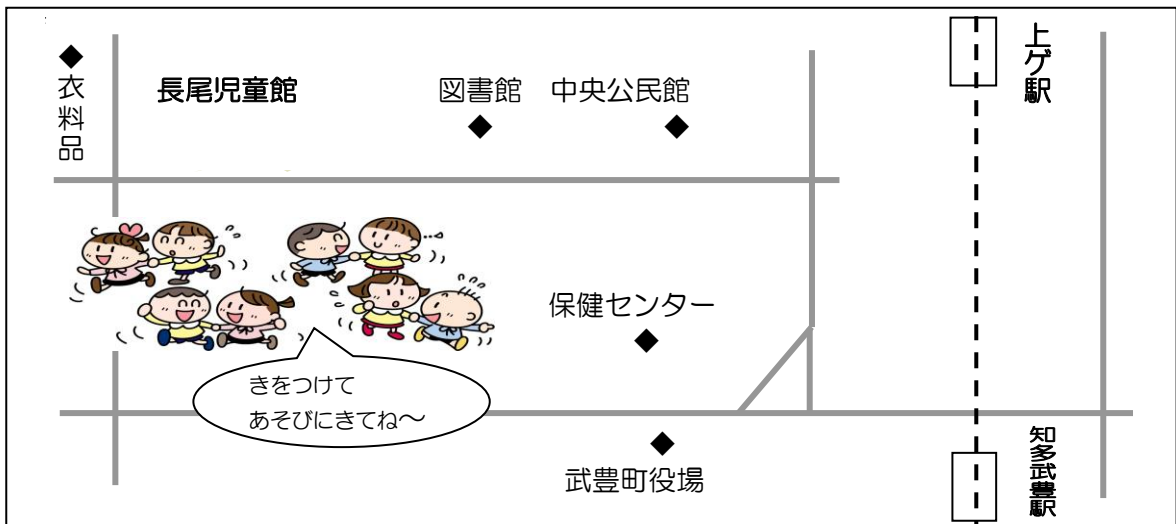 上ゲ駅
衣料品
長尾児童館
図書館
中央公民館
保健センター
きをつけて
あそびにきてね～
武豊町役場
知多武豊駅